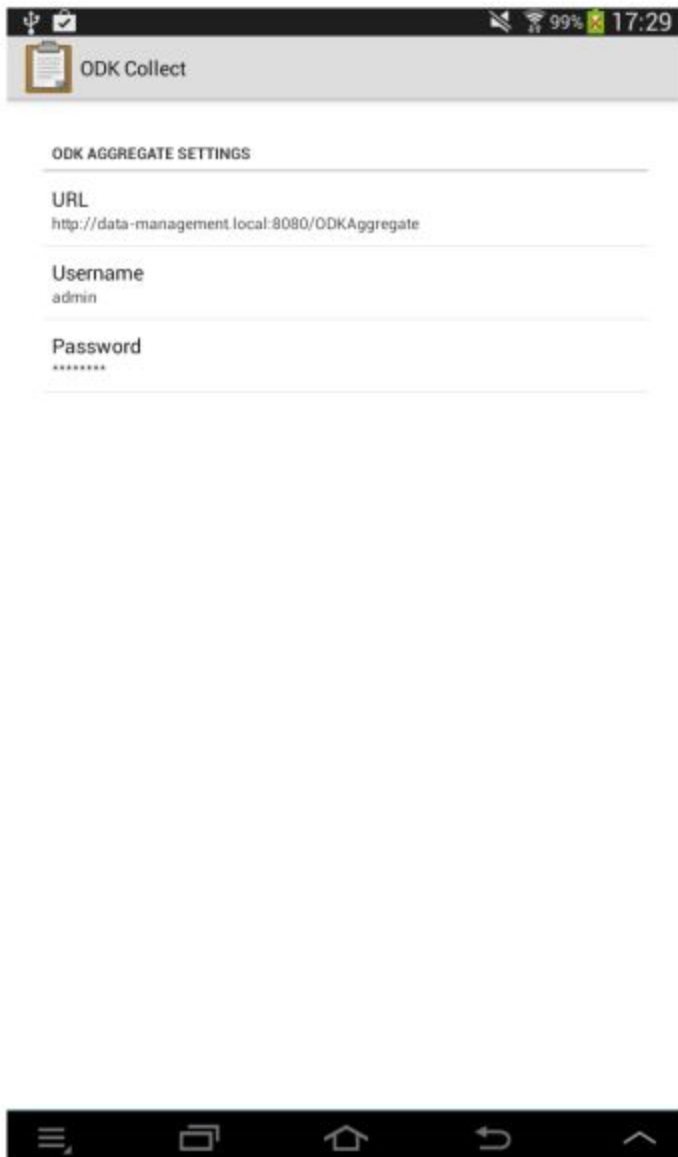 99% 17:29
ODK Collect
ODK AGGREGATE SETTINGS
URL
http://data-management.local:8080/ODKAggregate
Username
admin
Password
********